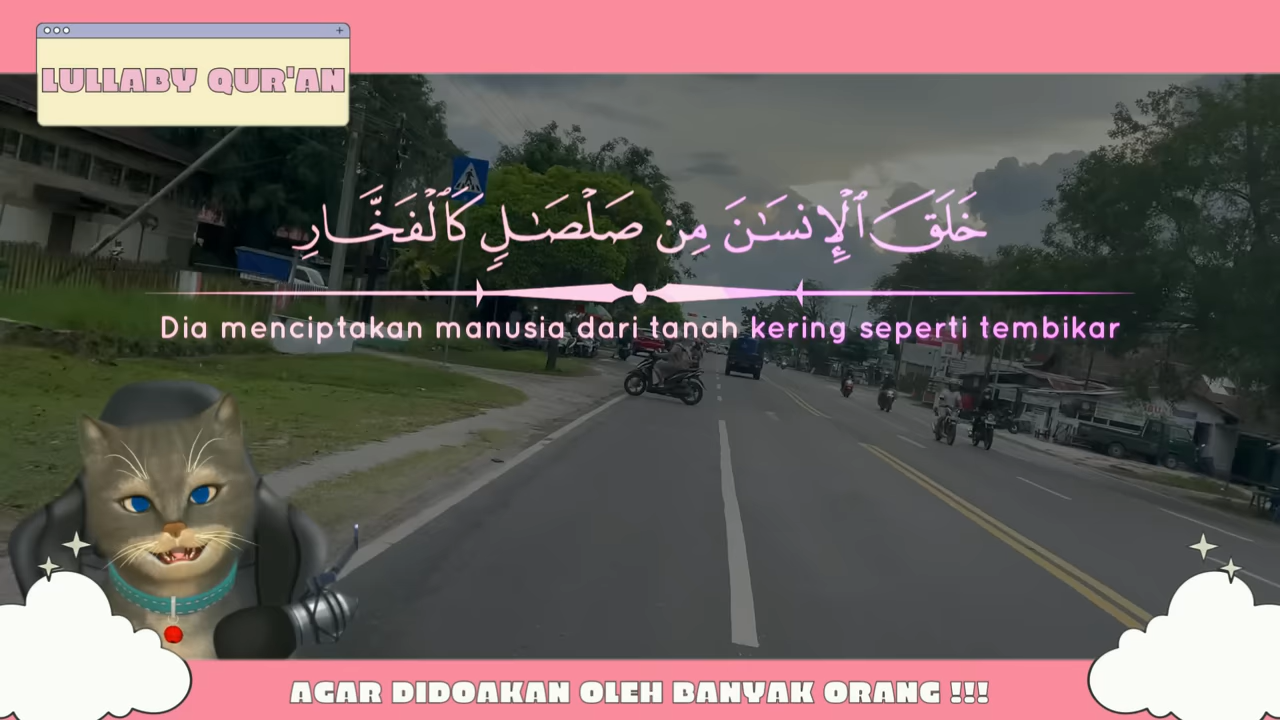 LULLABY QUR'AN
خَلَقَ ٱلْإِنسَـٰنَ مِن صَلْصَـٰلٍ كَٱلْفَخَّارِ
Dia menciptakan manusia dari tanah kering seperti tembikar
AGAR DIDOAKAN OLEH BANYAK ORANG !!!